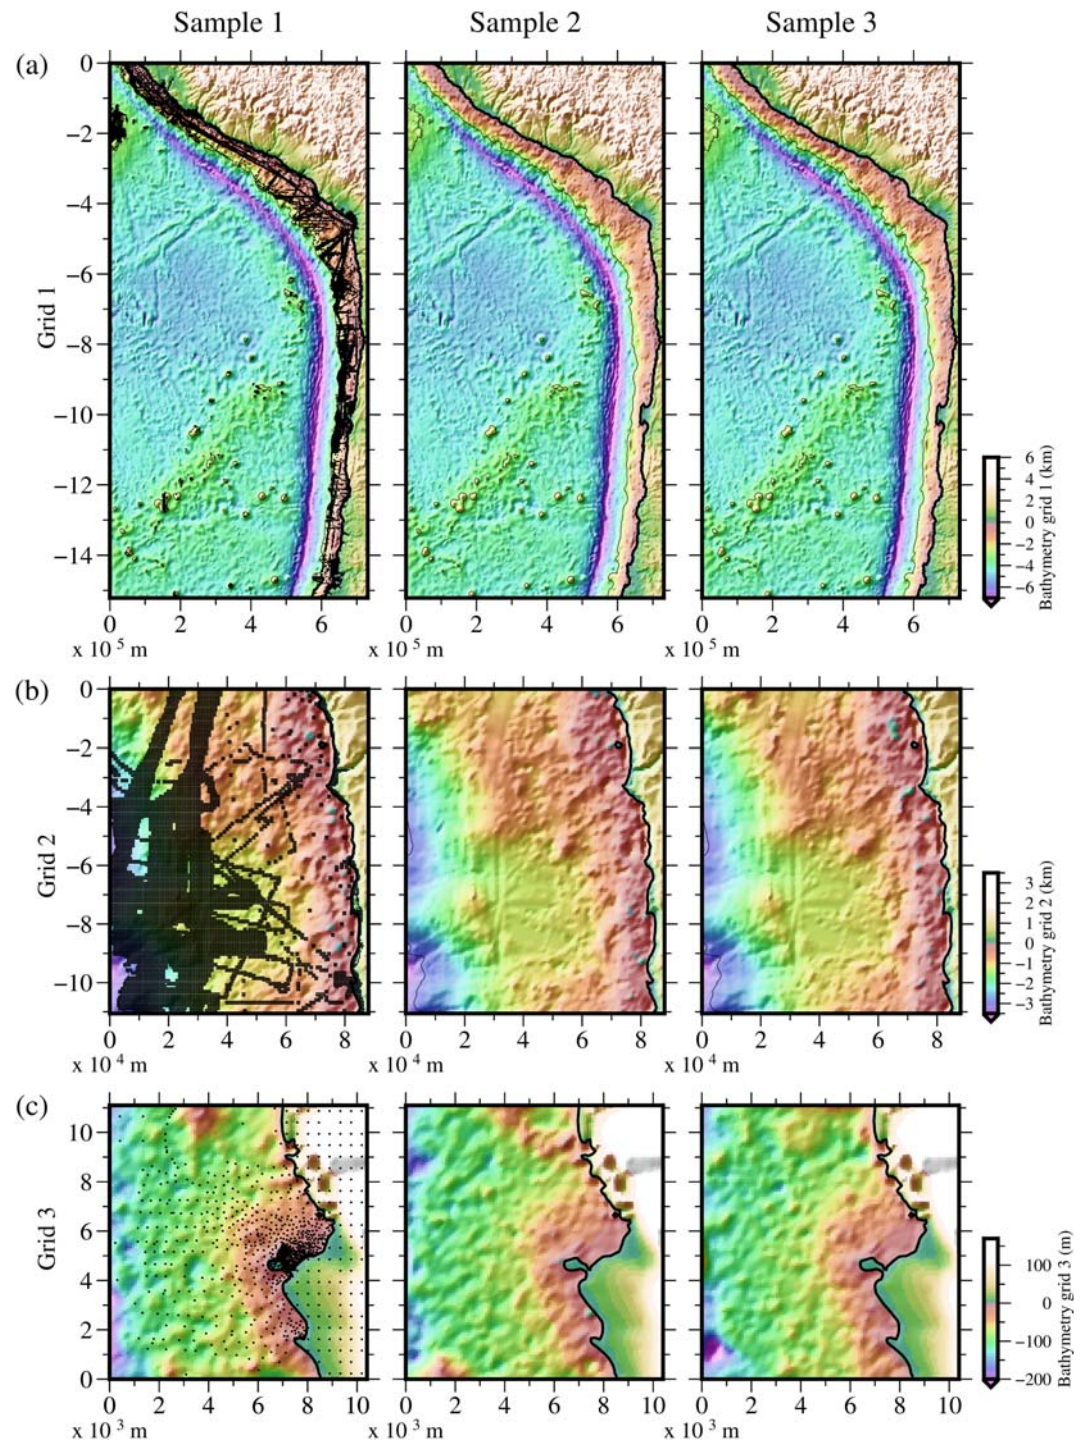 Sample 1 Sample 2 Sample 3
(a)
0
−2
−4
−6
−8
−10
−12
−14
Grid 1
0 2 4 6 0 2 4 6 0 2 4 6
x 10 5 m x 10 5 m x 10 5 m
6
4
2
0
−2
−4
−6
Bathymetry grid 1 (km)
(b)
0
−2
−4
−6
−8
−10
Grid 2
0 2 4 6 8 0 2 4 6 8 0 2 4 6 8
x 10 4 m x 10 4 m x 10 4 m
3
2
1
0
−1
−2
−3
Bathymetry grid 2 (km)
(c)
10
8
6
4
2
0
Grid 3
0 2 4 6 8 10 0 2 4 6 8 10 0 2 4 6 8 10
x 10 3 m x 10 3 m x 10 3 m
100
0
−100
−200
Bathymetry grid 3 (m)